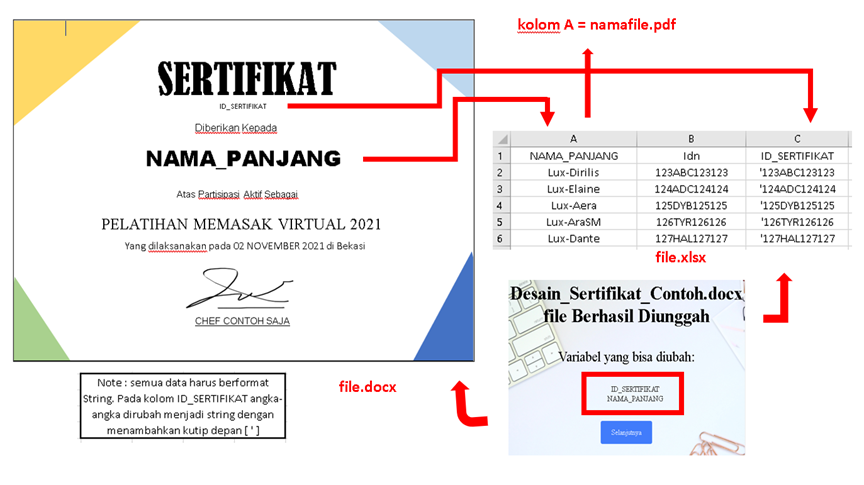 kolom A = namafile.pdf
SERTIFIKAT
ID_SERTIFIKAT
Diberikan Kepada
NAMA_PANJANG
Atas Partisipasi Aktif Sebagai
PELATIHAN MEMASAK VIRTUAL 2021
Yang dilaksanakan pada 02 NOVEMBER 2021 di Bekasi
CHEF CONTOH SAJA
A B C
1 NAMA_PANJANG Idn ID_SERTIFIKAT
2 Lux-Dirilis 123ABC123123 '123ABC123123
3 Lux-Elaine 124ADC124124 '124ADC124124
4 Lux-Aera 125DYB125125 '125DYB125125
5 Lux-AraSM 126TYR126126 '126TYR126126
6 Lux-Dante 127HAL127127 '127HAL127127
file.xlsx
Desain_Sertifikat_Contoh.docx
file Berhasil Diunggah
Variabel yang bisa diubah:
ID_SERTIFIKAT
NAMA_PANJANG
Selanjutnya
file.docx
Note : semua data harus berformat
String. Pada kolom ID_SERTIFIKAT angka-
angka dirubah menjadi string dengan
menambahkan kutip depan [ ' ]